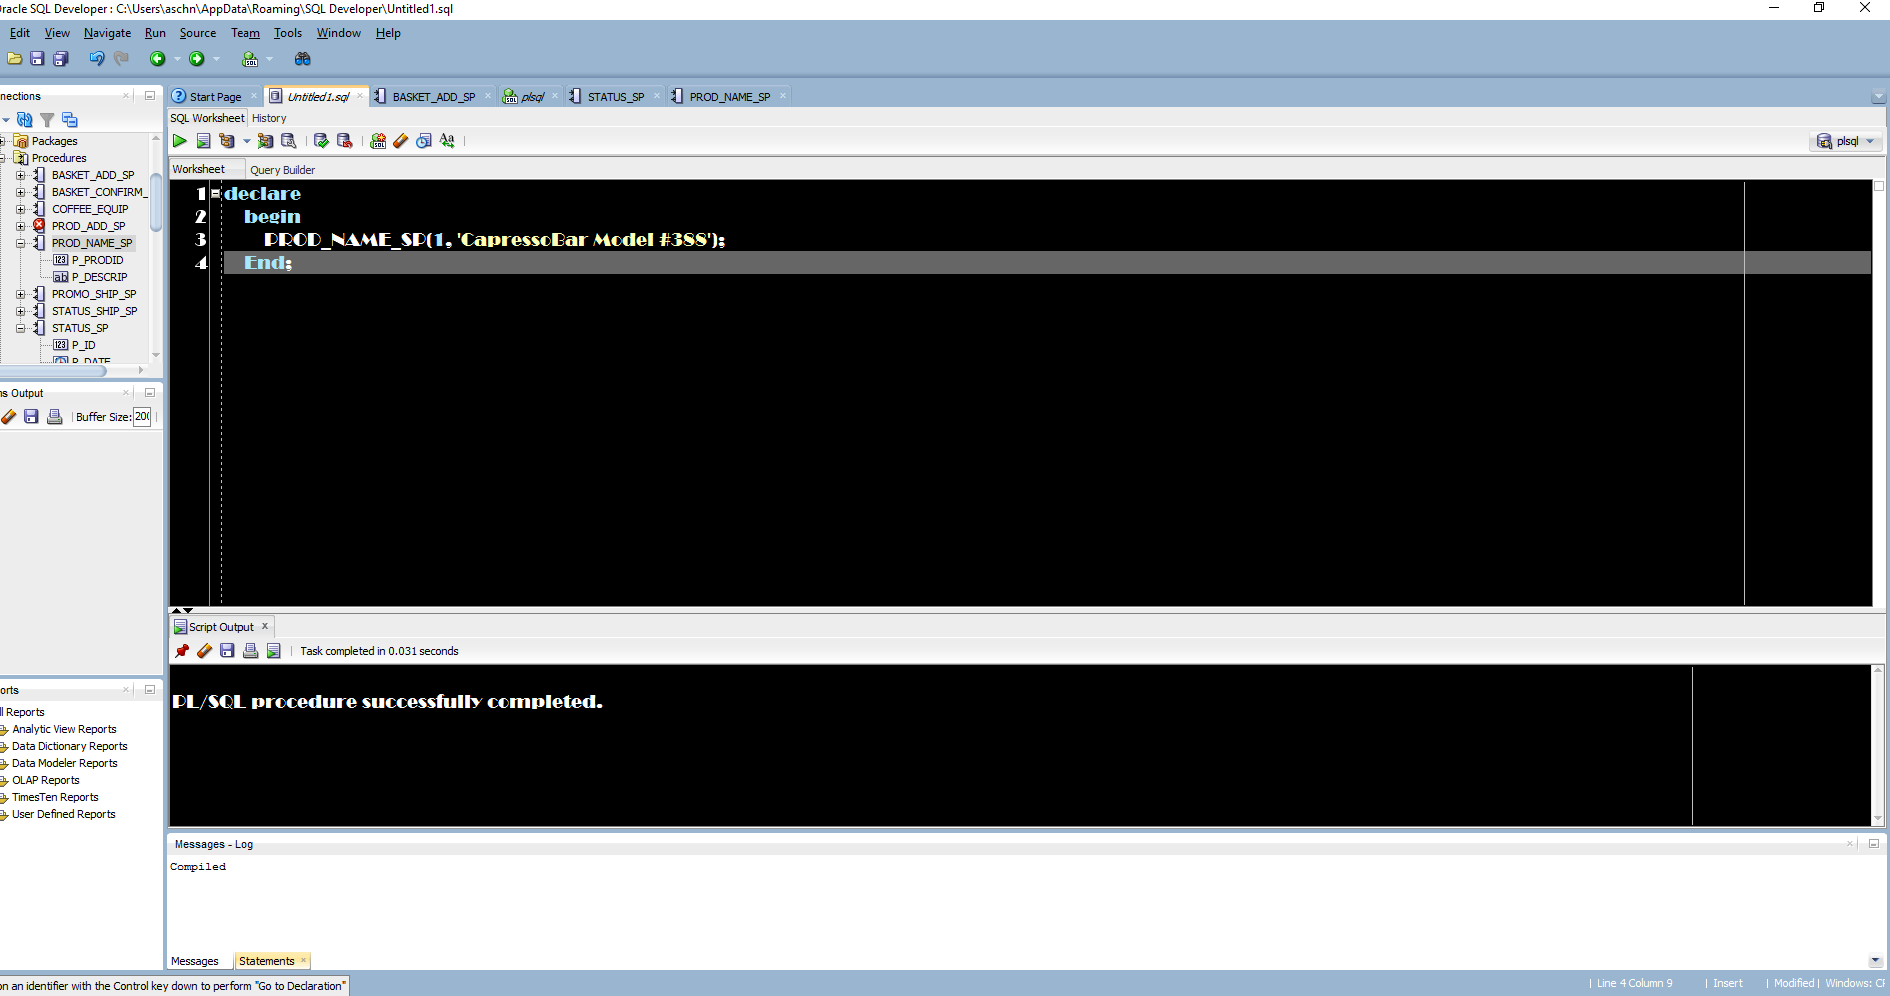 Oracle SQL Developer : C:\Users\aschn\AppData\Roaming\SQL Developer\Untitled1.sql
Edit View Navigate Run Source Team Tools Window Help
Start Page Untitled1.sql BASKET_ADD_SP plsql STATUS_SP PROD_NAME_SP
SQL Worksheet History
plsql
Worksheet Query Builder
1 declare
2 begin
3 PROD_NAME_SP(1, 'CapressoBar Model #388');
4 End;
nections
Packages
Procedures
BASKET_ADD_SP
BASKET_CONFIRM_
COFFEE_EQUIP
PROD_ADD_SP
PROD_NAME_SP
P_PRODID
P_DESCRIP
PROMO_SHIP_SP
STATUS_SHIP_SP
STATUS_SP
P_ID
P_DATE
ns Output
Buffer Size: 200
orts
ll Reports
Analytic View Reports
Data Dictionary Reports
Data Modeler Reports
OLAP Reports
TimesTen Reports
User Defined Reports
Script Output
Task completed in 0.031 seconds
PL/SQL procedure successfully completed.
Messages - Log
Compiled
Messages Statements
on an identifier with the Control key down to perform "Go to Declaration"
Line 4 Column 9 Insert Modified Windows: CF